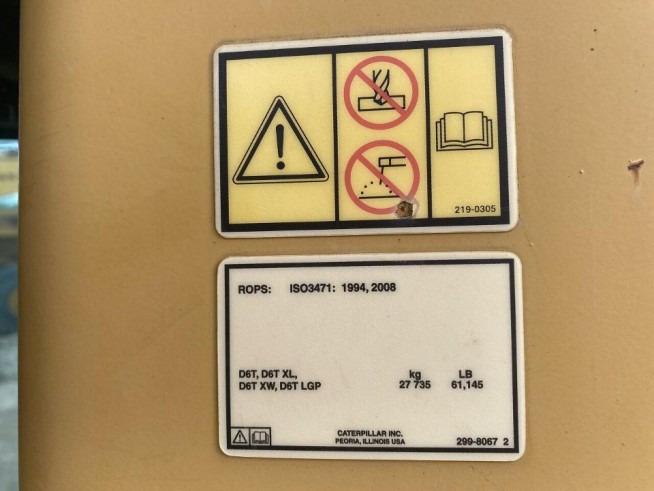 219-0305
ROPS: ISO3471: 1994, 2008
D6T, D6T XL, kg LB
D6T XW, D6T LGP 27 735 61,145
CATERPILLAR INC.
PEORIA, ILLINOIS USA 299-8067 2